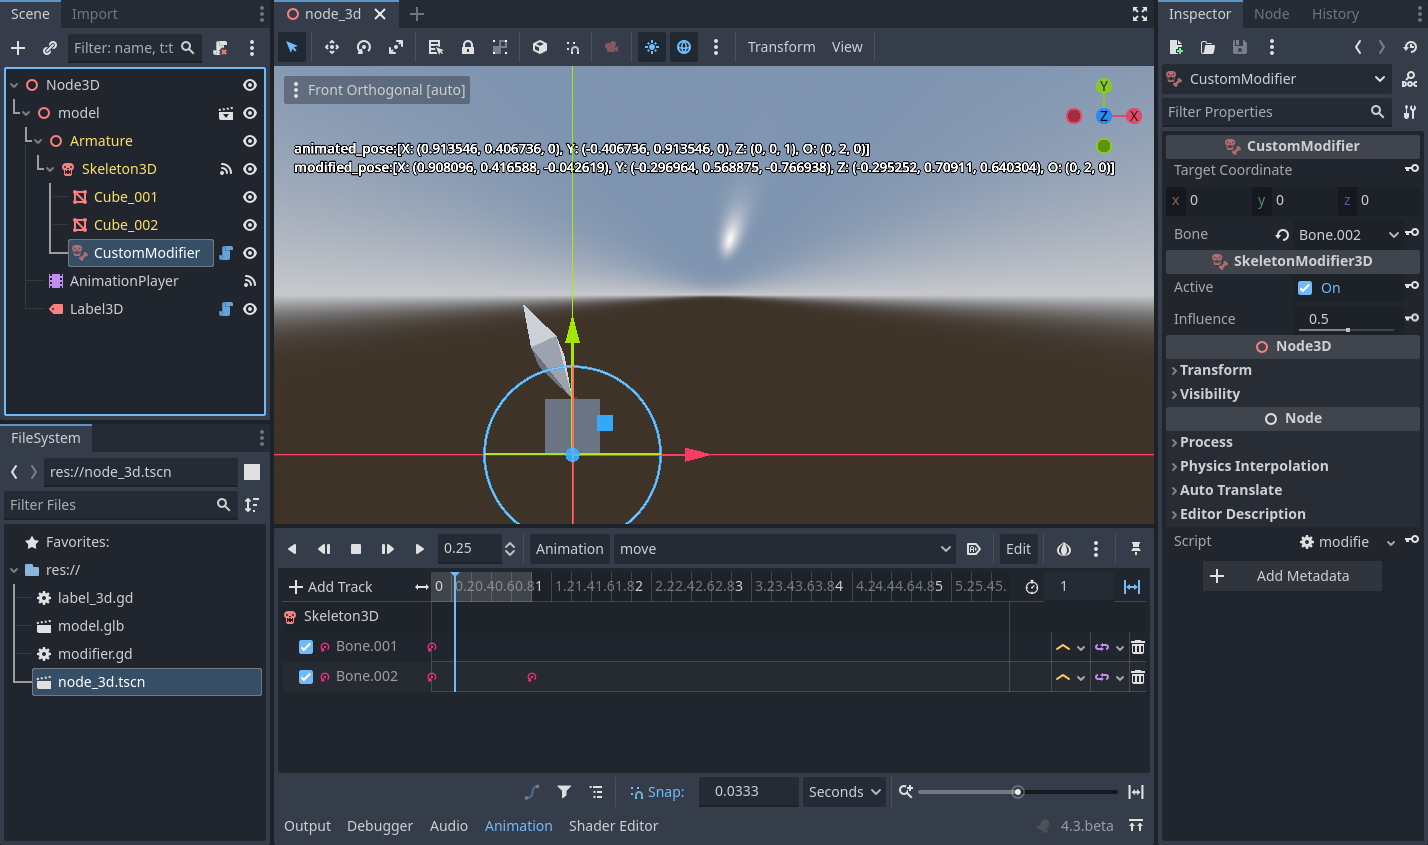 Scene
Import
Filter: name, t:t
Node3D
model
Armature
Skeleton3D
Cube_001
Cube_002
CustomModifier
AnimationPlayer
Label3D
FileSystem
res://node_3d.tscn
Filter Files
Favorites:
res://
label_3d.gd
model.glb
modifier.gd
node_3d.tscn
node_3d
Transform
View
Front Orthogonal [auto]
Y
Z
X
animated_pose:[X: (0.913546, 0.406736, 0), Y: (-0.406736, 0.913546, 0), Z: (0, 0, 1), O: (0, 2, 0)]
modified_pose:[X: (0.908096, 0.416588, -0.042619), Y: (-0.296964, 0.568875, -0.766938), Z: (-0.295252, 0.70911, 0.640304), O: (0, 2, 0)]
0.25
Animation
move
Edit
Add Track
0 0.20.40.60.81 1.21.41.61.82 2.22.42.62.83 3.23.43.63.84 4.24.44.64.85 5.25.45.
1
Skeleton3D
Bone.001
Bone.002
Snap:
0.0333
Seconds
Output
Debugger
Audio
Animation
Shader Editor
4.3.beta
Inspector
Node
History
CustomModifier
DOC
Filter Properties
CustomModifier
Target Coordinate
x 0
y 0
z 0
Bone
Bone.002
SkeletonModifier3D
Active
On
Influence
0.5
Node3D
Transform
Visibility
Node
Process
Physics Interpolation
Auto Translate
Editor Description
Script
modifie
Add Metadata